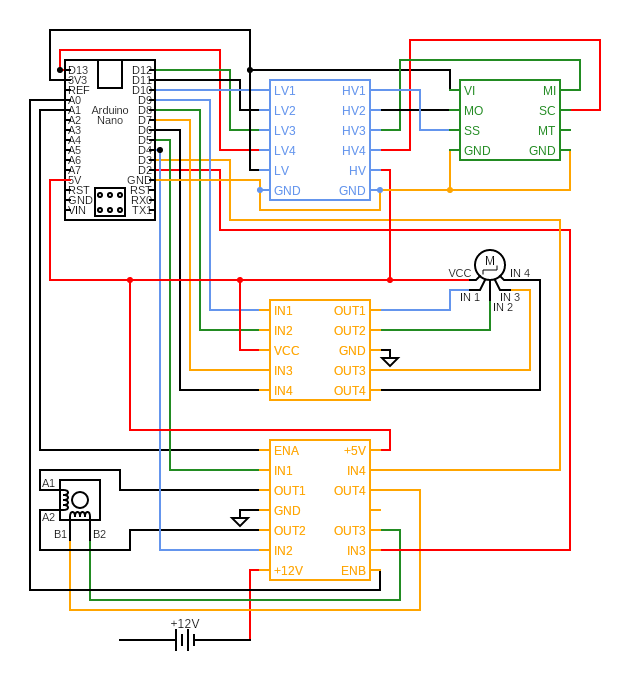 D13 D12
3V3 D11
REF D10
A0 D9
A1 Arduino D8
A2 Nano D7
A3 D6
A4 D5
A5 D4
A6 D3
A7 D2
5V GND
RST RST
GND RX0
VIN TX1
LV1 HV1
LV2 HV2
LV3 HV3
LV4 HV4
LV HV
GND GND
VI MI
MO SC
SS MT
GND GND
M
VCC IN 4
IN 1 IN 3
IN 2
IN1 OUT1
IN2 OUT2
VCC GND
IN3 OUT3
IN4 OUT4
ENA +5V
IN1 IN4
OUT1 OUT4
GND
OUT2 OUT3
IN2 IN3
+12V ENB
A1
A2
B1 B2
+12V